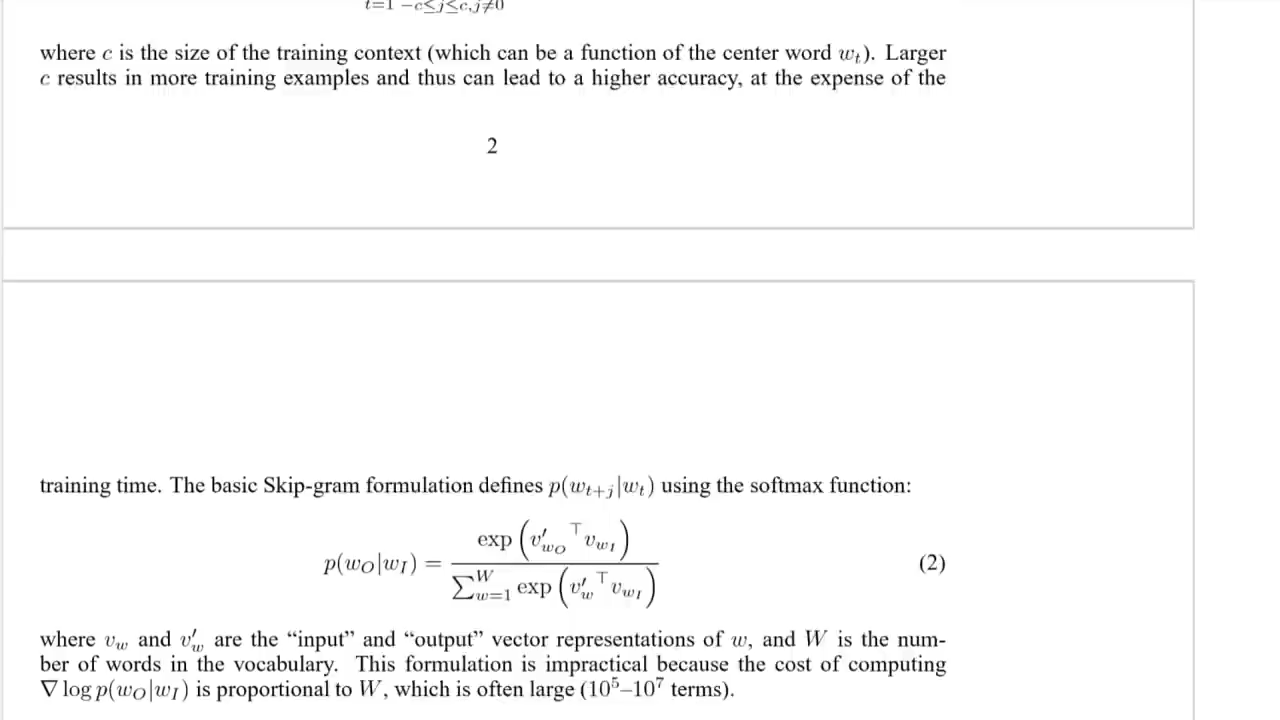 t=1 −c≤j≤c,j≠0
where c is the size of the training context (which can be a function of the center word w_t). Larger
c results in more training examples and thus can lead to a higher accuracy, at the expense of the
2
training time. The basic Skip-gram formulation defines p(w_{t+j}|w_t) using the softmax function:
p(w_O|w_I) = exp(v′_{w_O}^⊤ v_{w_I}) / ∑_{w=1}^{W} exp(v′_w^⊤ v_{w_I}) (2)
where v_w and v′_w are the “input” and “output” vector representations of w, and W is the num-
ber of words in the vocabulary. This formulation is impractical because the cost of computing
∇ log p(w_O|w_I) is proportional to W, which is often large (10^5–10^7 terms).